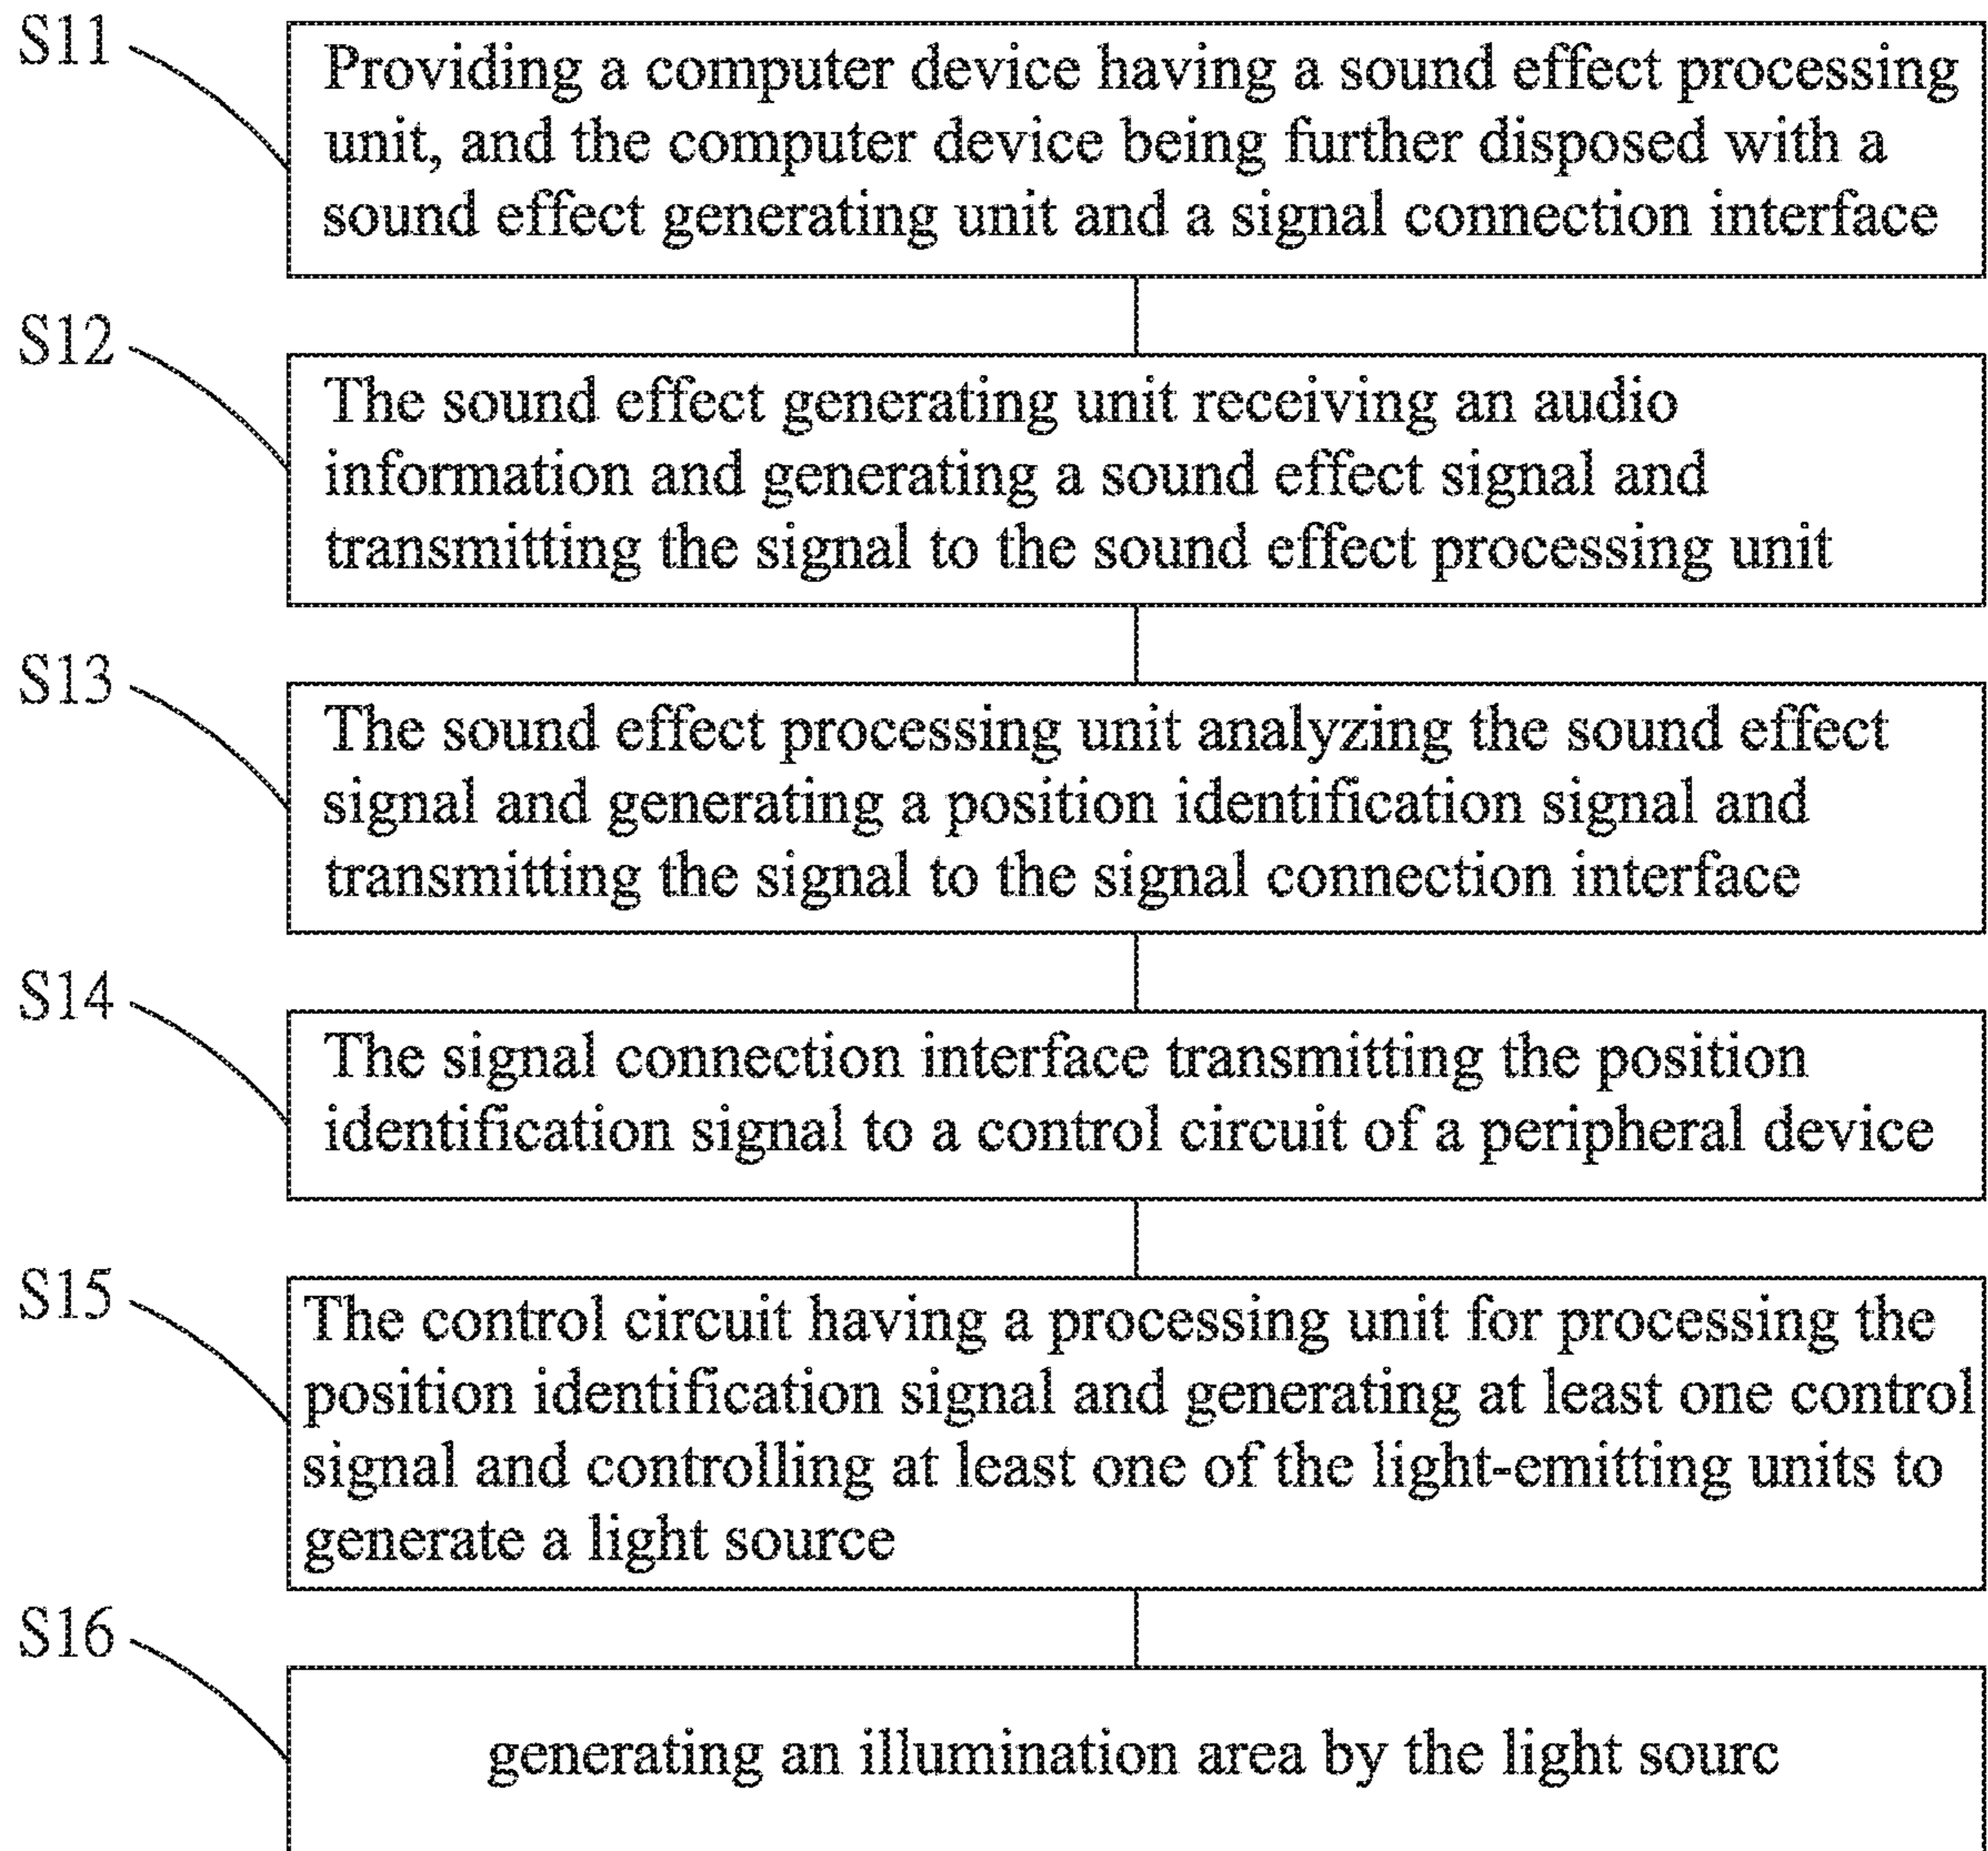 S11
Providing a computer device having a sound effect processing
unit, and the computer device being further disposed with a
sound effect generating unit and a signal connection interface
S12
The sound effect generating unit receiving an audio
information and generating a sound effect signal and
transmitting the signal to the sound effect processing unit
S13
The sound effect processing unit analyzing the sound effect
signal and generating a position identification signal and
transmitting the signal to the signal connection interface
S14
The signal connection interface transmitting the position
identification signal to a control circuit of a peripheral device
S15
The control circuit having a processing unit for processing the
position identification signal and generating at least one control
signal and controlling at least one of the light-emitting units to
generate a light source
S16
generating an illumination area by the light sourc